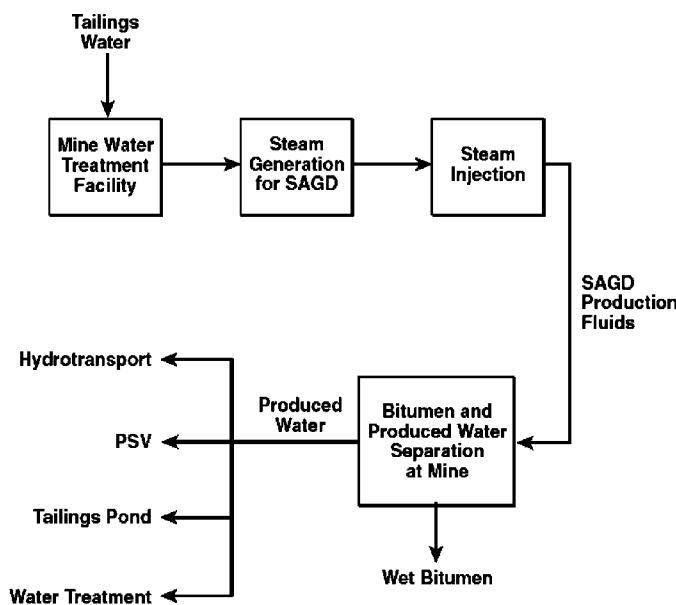 Tailings
Water
Mine Water
Treatment
Facility
Steam
Generation
for SAGD
Steam
Injection
SAGD
Production
Fluids
Hydrotransport
PSV
Tailings Pond
Water Treatment
Produced
Water
Bitumen and
Produced Water
Separation
at Mine
Wet Bitumen